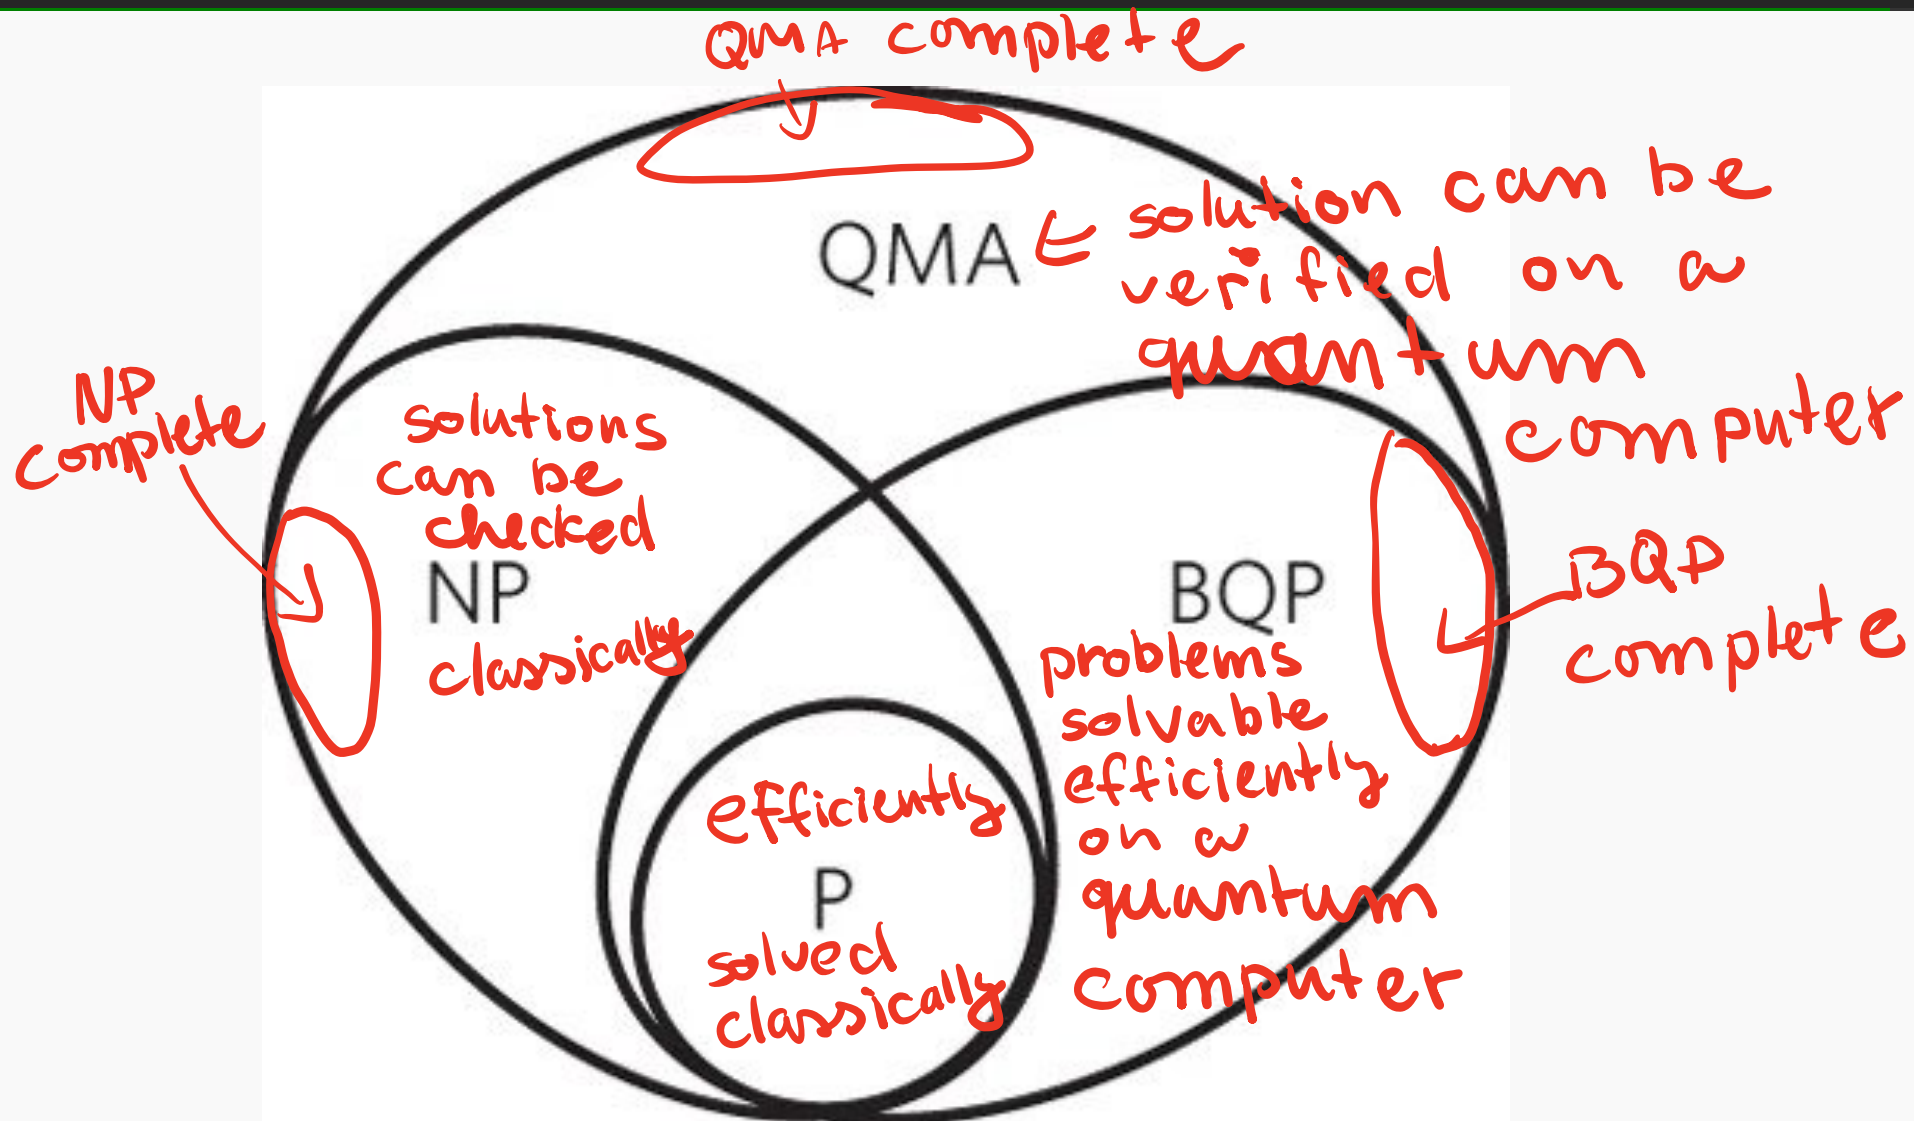 QMA complete
QMA
solution can be
verified on a
quantum
computer
NP
complete
solutions
can be
checked
NP
classically
BQP
problems
solvable
efficiently
on a
quantum
computer
BQP
complete
efficiently
P
solved
classically